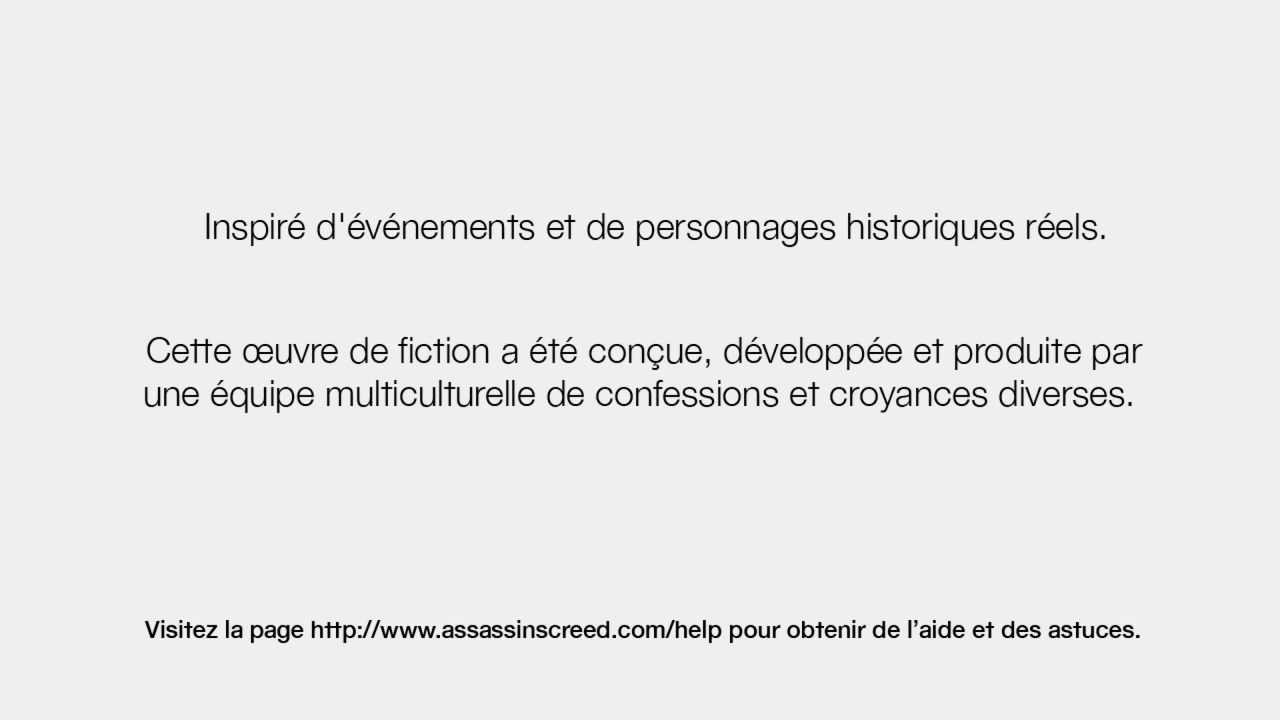 Inspiré d'événements et de personnages historiques réels.
Cette œuvre de fiction a été conçue, développée et produite par
une équipe multiculturelle de confessions et croyances diverses.
Visitez la page http://www.assassinscreed.com/help pour obtenir de l’aide et des astuces.